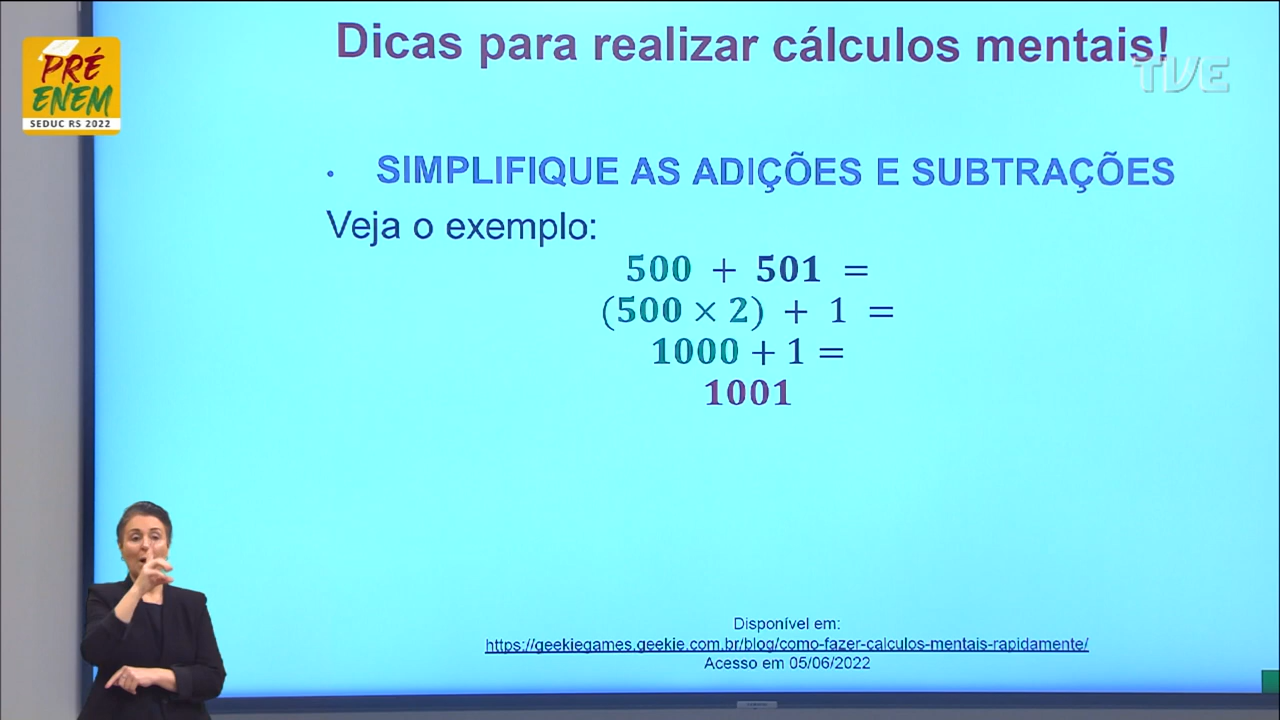 Dicas para realizar cálculos mentais!
TVE
PRÉ
ENEM
SEDUC RS 2022
• SIMPLIFIQUE AS ADIÇÕES E SUBTRAÇÕES
Veja o exemplo:
500 + 501 =
(500 × 2) + 1 =
1000 + 1 =
1001
Disponível em:
https://geekiegames.geekie.com.br/blog/como-fazer-calculos-mentais-rapidamente/
Acesso em 05/06/2022